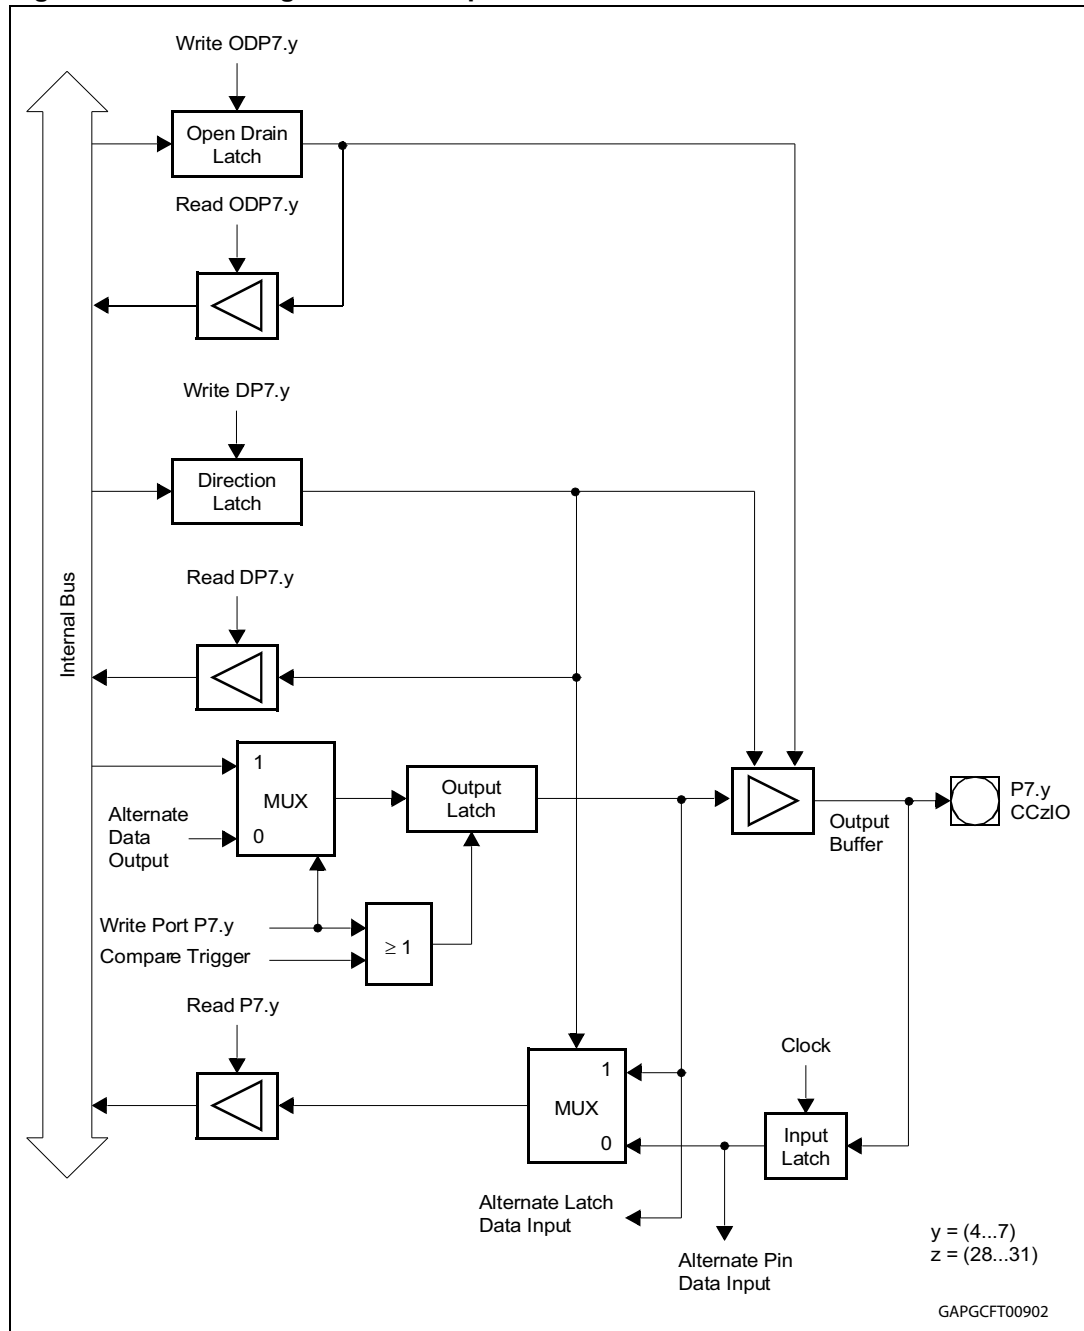 Write ODP7.y
Open Drain
Latch
Read ODP7.y
Write DP7.y
Direction
Latch
Read DP7.y
Internal Bus
1
MUX
0
Alternate
Data
Output
Output
Latch
Output
Buffer
P7.y
CCzIO
Write Port P7.y
Compare Trigger
≥ 1
Read P7.y
1
MUX
0
Clock
Input
Latch
Alternate Latch
Data Input
Alternate Pin
Data Input
y = (4...7)
z = (28...31)
GAPGCFT00902